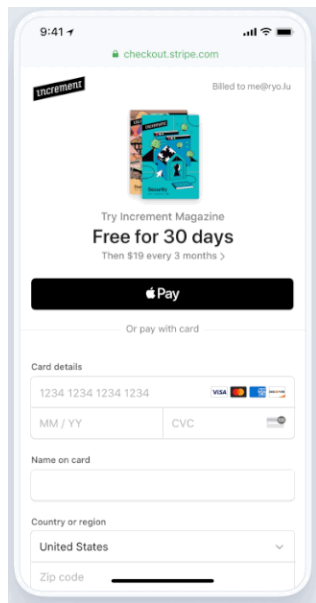 9:41
checkout.stripe.com
increment
Billed to me@ryo.lu
Security
Try Increment Magazine
Free for 30 days
Then $19 every 3 months >
Pay
Or pay with card
Card details
1234 1234 1234 1234 VISA
MM / YY CVC
Name on card
Country or region
United States
Zip code